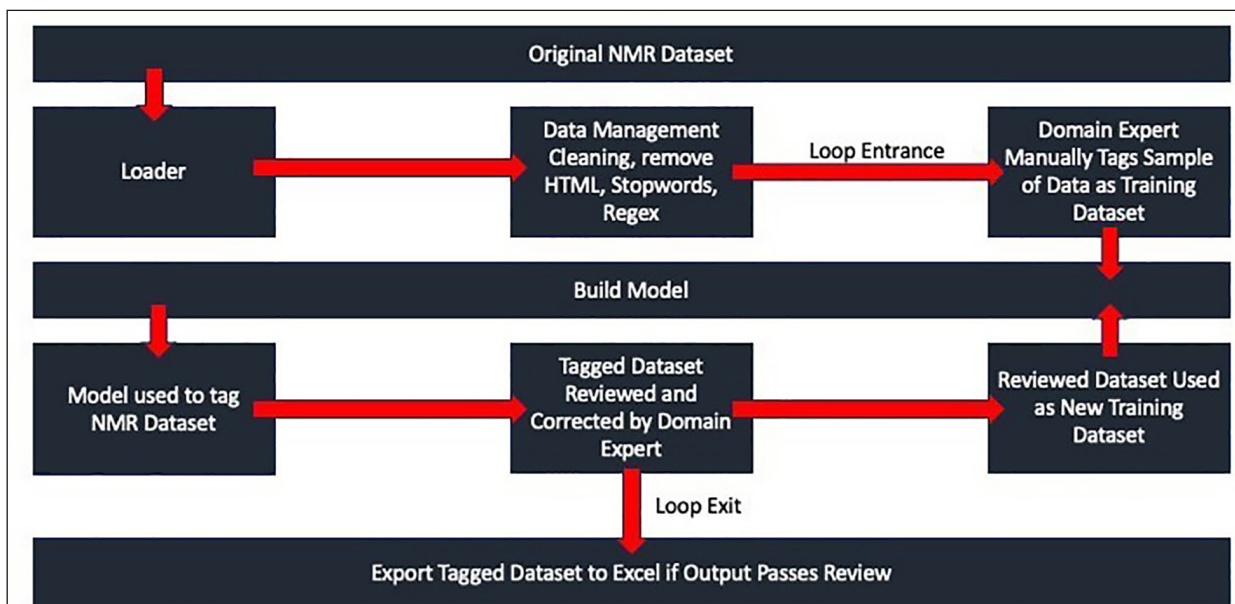 Original NMR Dataset
Loader
Data Management
Cleaning, remove
HTML, Stopwords,
Regex
Loop Entrance
Domain Expert
Manually Tags Sample
of Data as Training
Dataset
Build Model
Model used to tag
NMR Dataset
Tagged Dataset
Reviewed and
Corrected by Domain
Expert
Reviewed Dataset Used
as New Training
Dataset
Loop Exit
Export Tagged Dataset to Excel if Output Passes Review